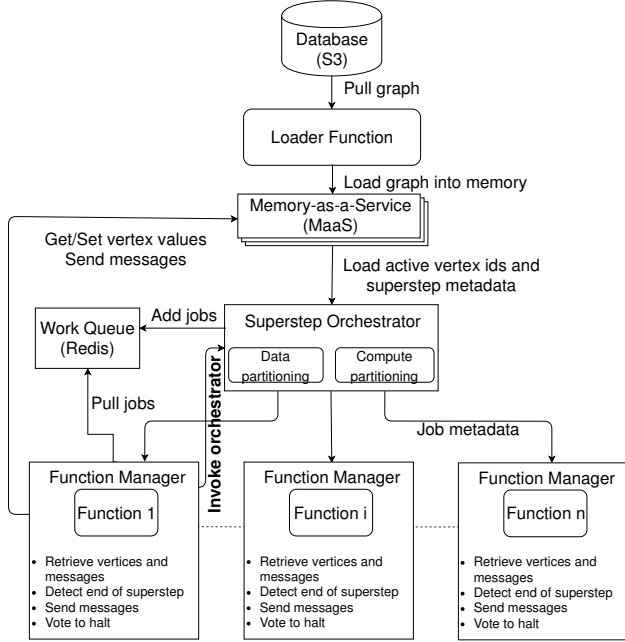 Database
(S3)
Pull graph
Loader Function
Load graph into memory
Memory-as-a-Service
(MaaS)
Get/Set vertex values
Send messages
Load active vertex ids and
superstep metadata
Work Queue
(Redis)
Add jobs
Superstep Orchestrator
Data
partitioning
Compute
partitioning
Pull jobs
Invoke orchestrator
Job metadata
Function Manager
Function 1
• Retrieve vertices and
messages
• Detect end of superstep
• Send messages
• Vote to halt
Function Manager
Function i
• Retrieve vertices and
messages
• Detect end of superstep
• Send messages
• Vote to halt
Function Manager
Function n
• Retrieve vertices and
messages
• Detect end of superstep
• Send messages
• Vote to halt